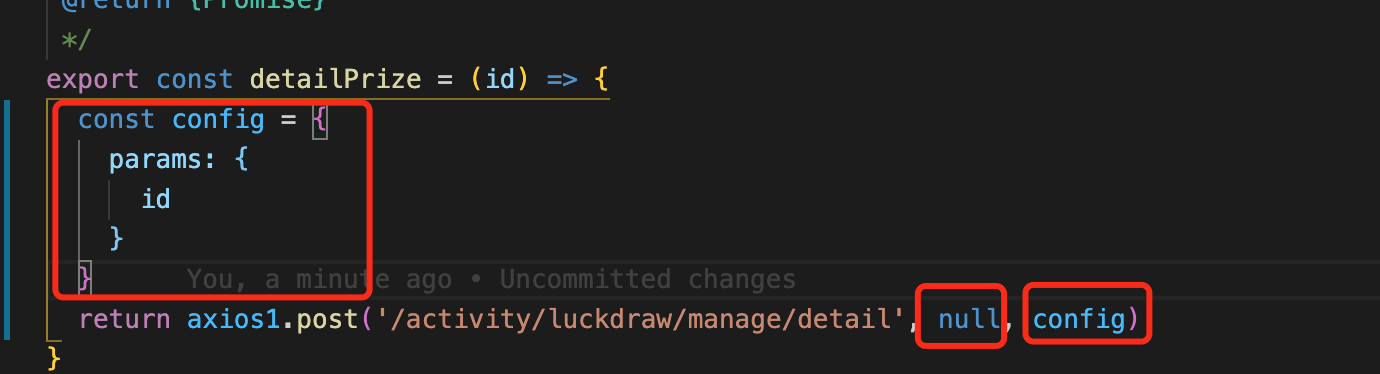 @return {Promise}
*/
export const detailPrize = (id) => {
const config = {
params: {
id
}
} You, a minute ago • Uncommitted changes
return axios1.post('/activity/luckdraw/manage/detail', null, config)
}